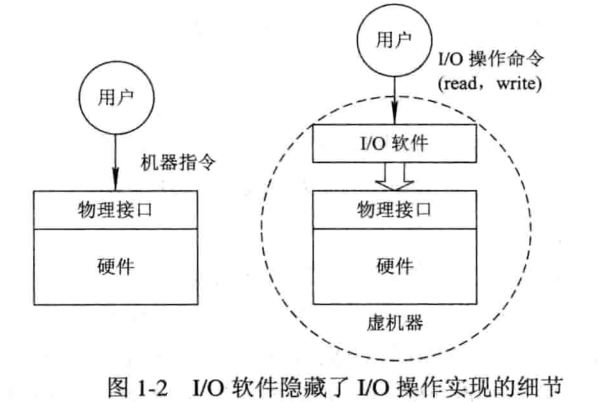 用户
机器指令
物理接口
硬件
用户
I/O 操作命令
(read，write)
I/O 软件
物理接口
硬件
虚机器
图 1-2 I/O 软件隐藏了 I/O 操作实现的细节